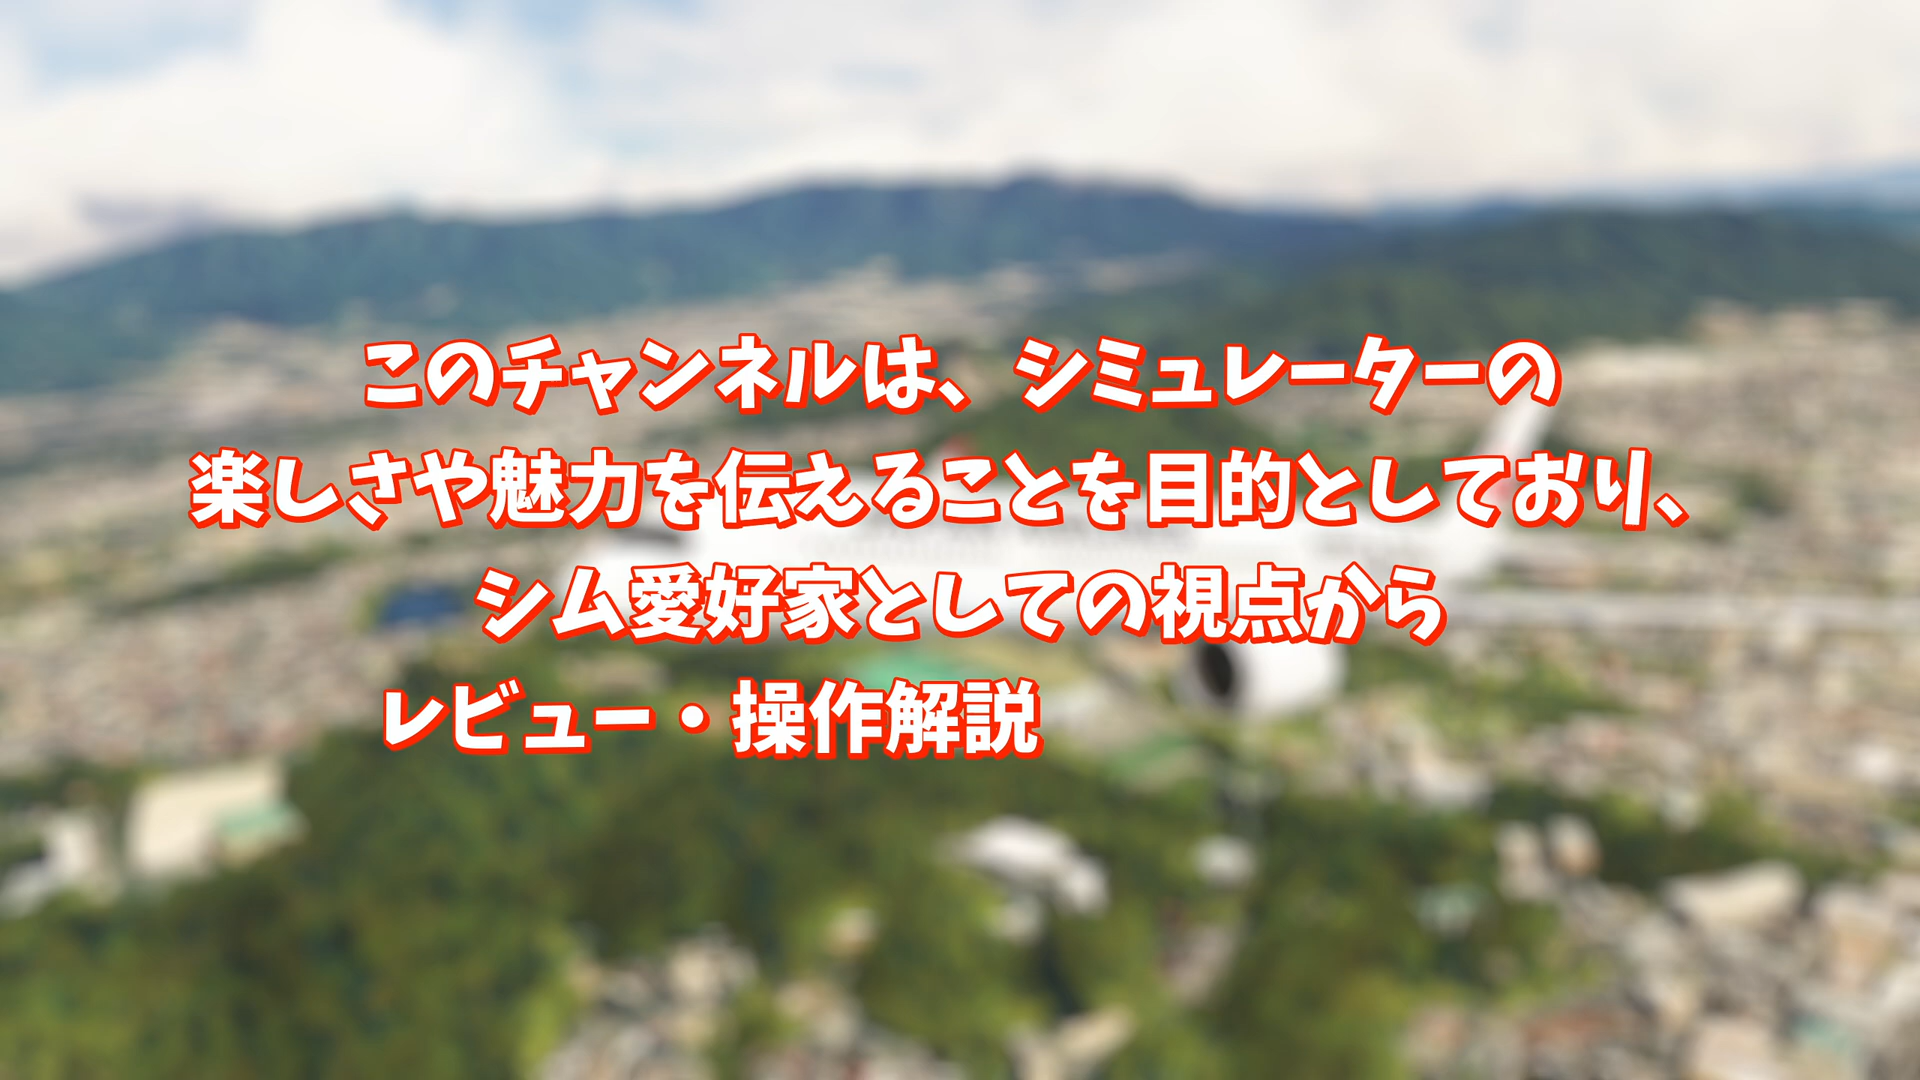 このチャンネルは、シミュレーターの
楽しさや魅力を伝えることを目的としており、
シム愛好家としての視点から
レビュー・操作解説